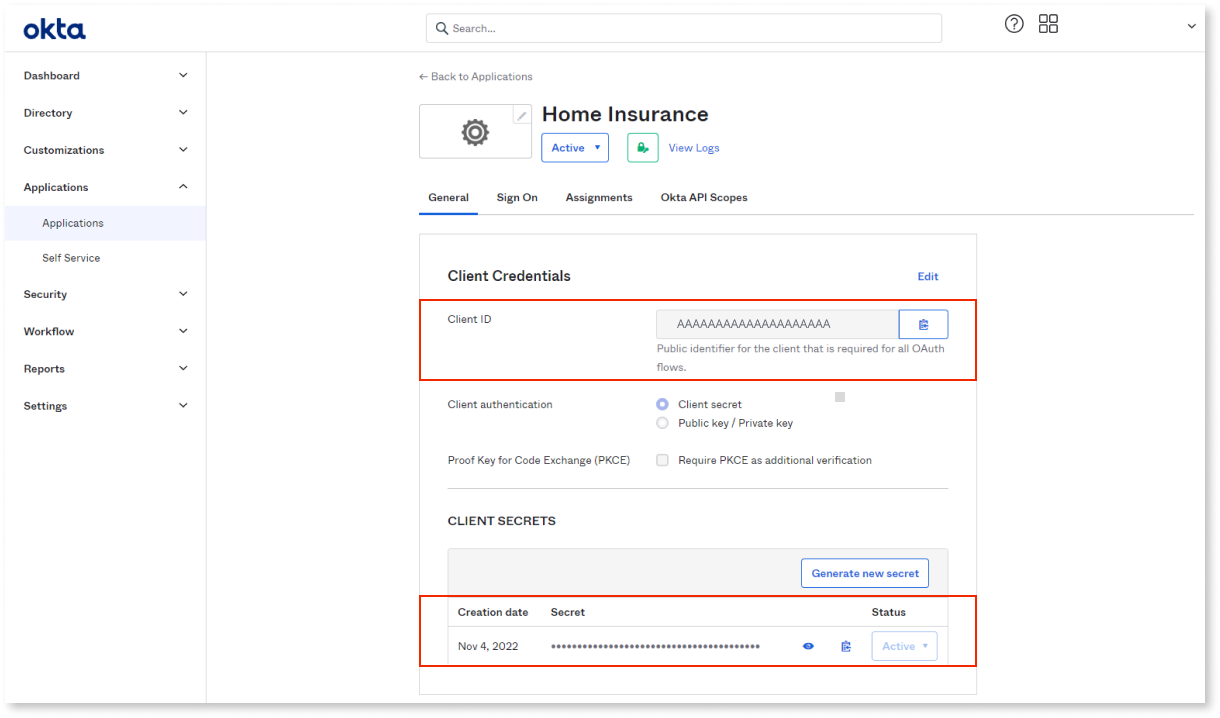 okta
Search...
Dashboard
Directory
Customizations
Applications
Applications
Self Service
Security
Workflow
Reports
Settings
← Back to Applications
Home Insurance
Active ▾ View Logs
General Sign On Assignments Okta API Scopes
Client Credentials Edit
Client ID AAAAAAAAAAAAAAAAAAAA
Public identifier for the client that is required for all OAuth
flows.
Client authentication Client secret
Public key / Private key
Proof Key for Code Exchange (PKCE) Require PKCE as additional verification
CLIENT SECRETS
Generate new secret
Creation date Secret Status
Nov 4, 2022 •••••••••••••••••••••••••••••••••••••••• Active ▾